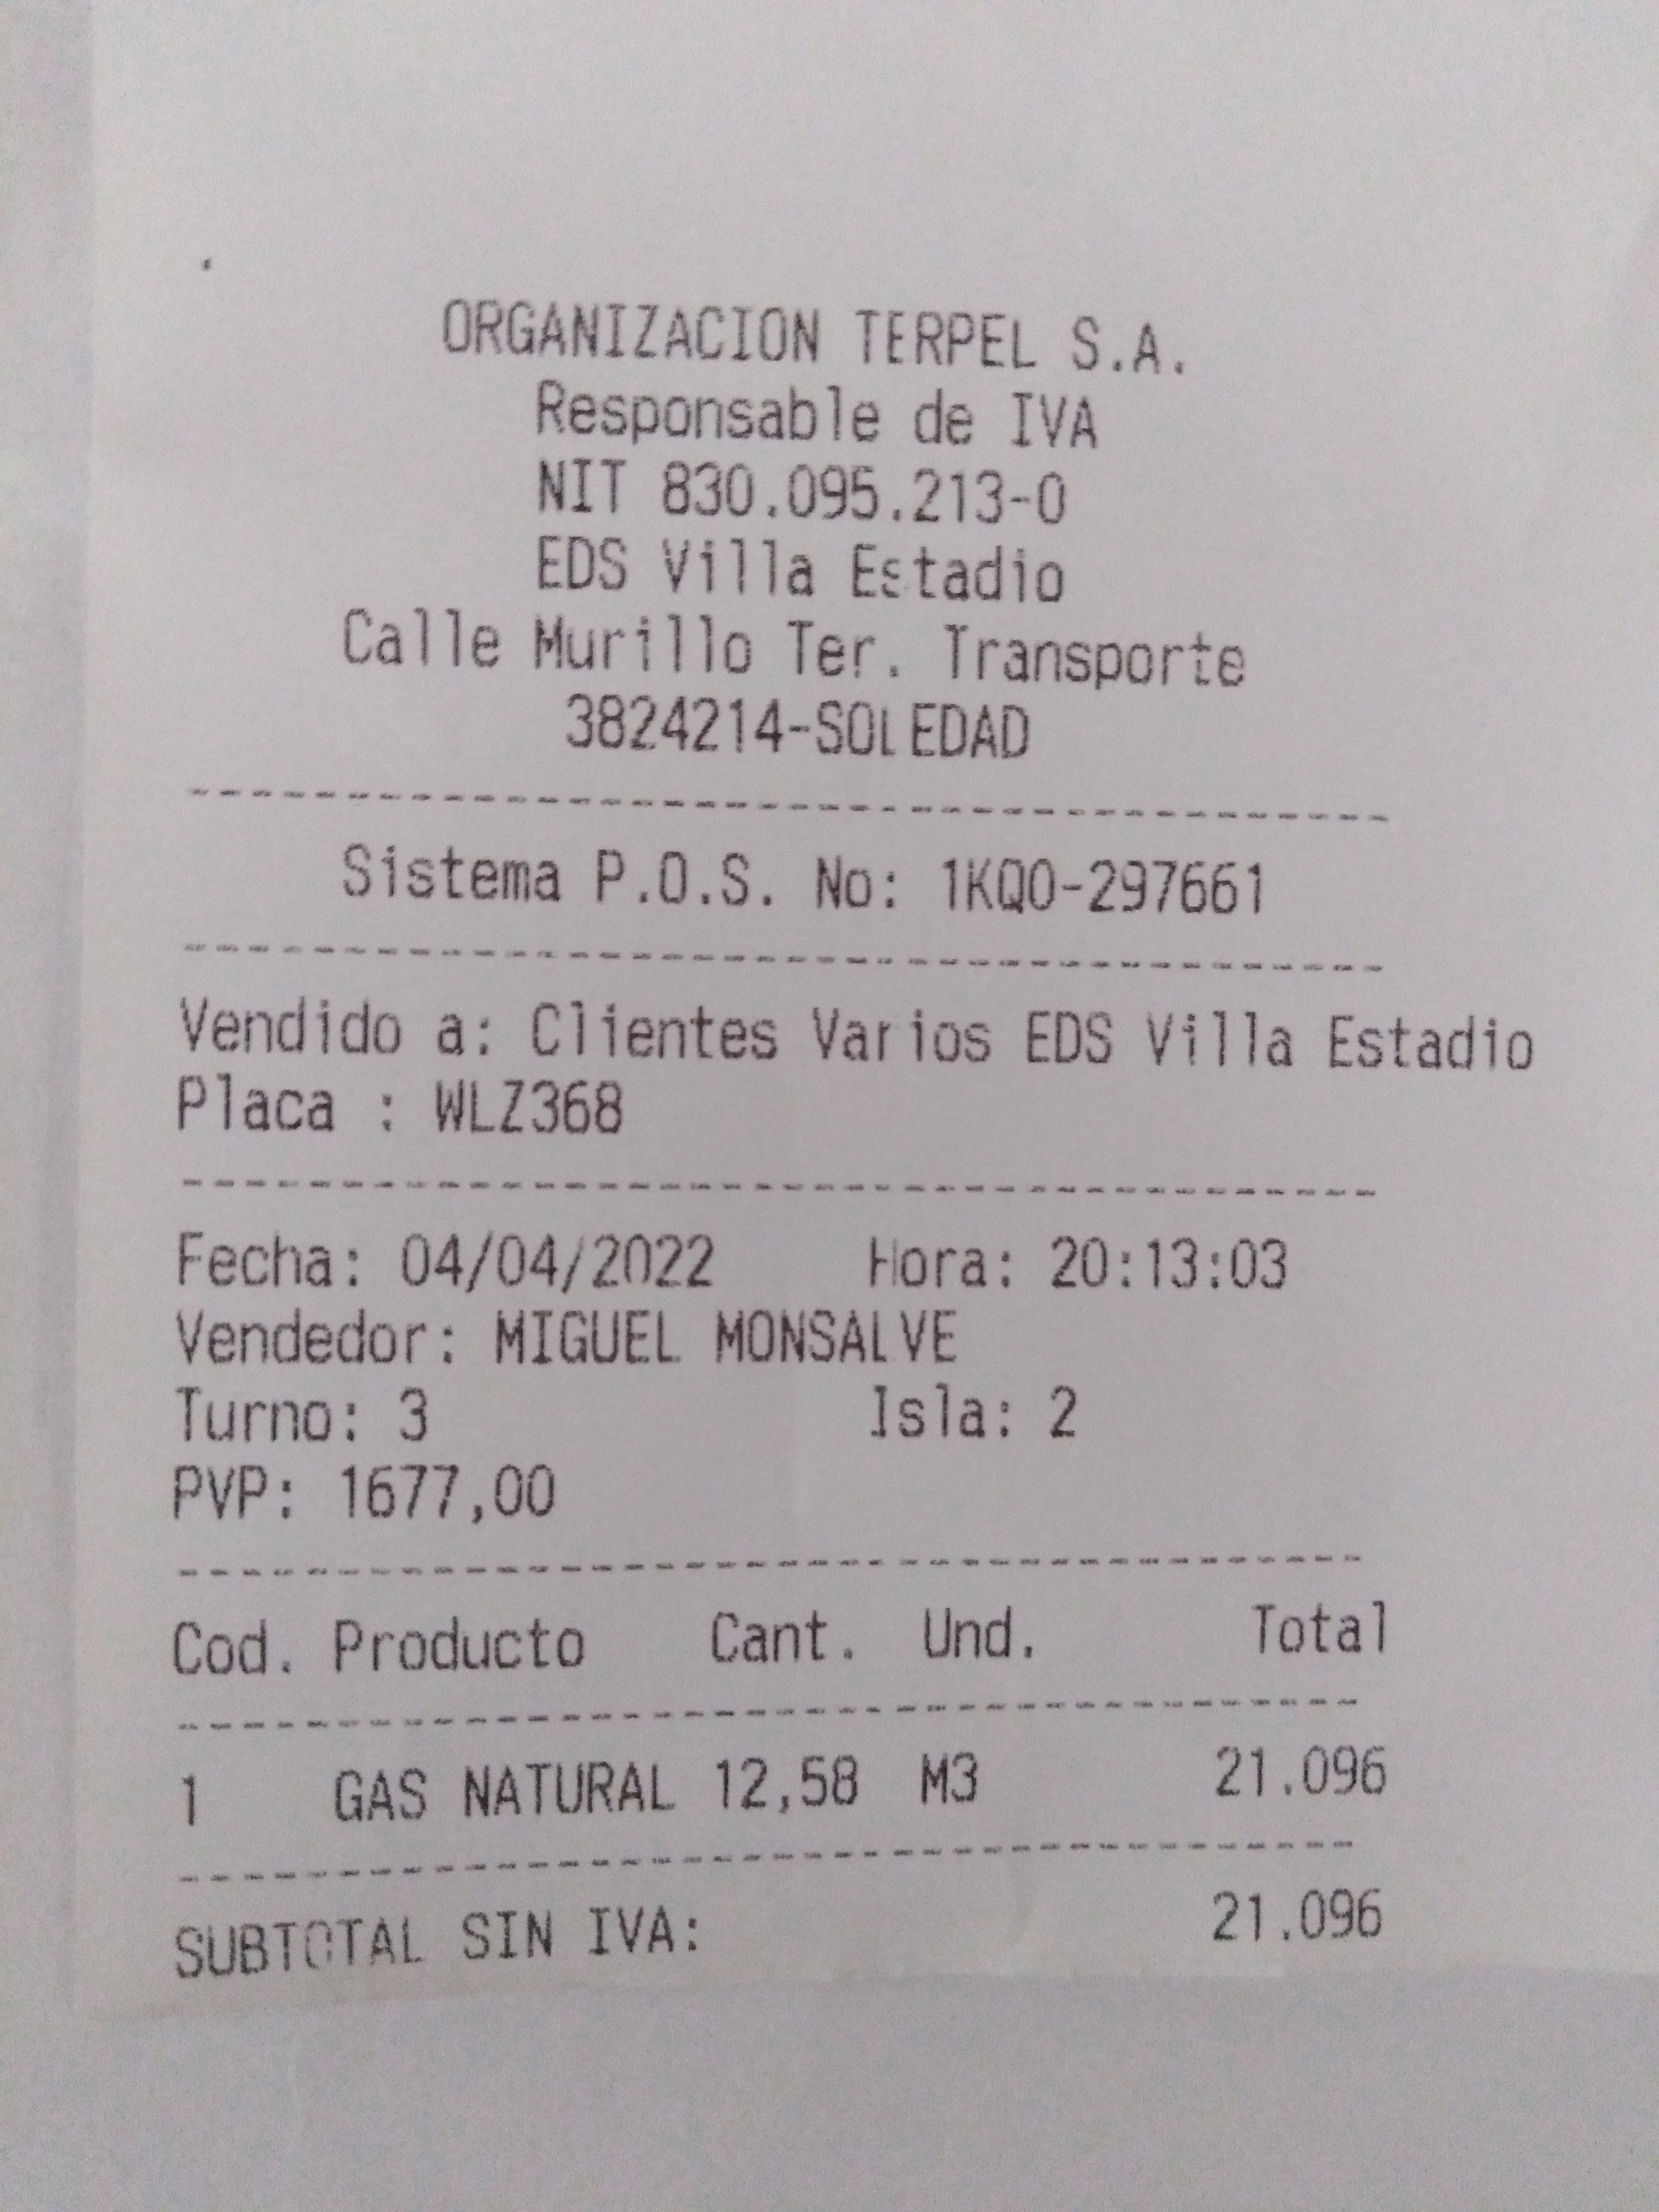 ORGANIZACION TERPEL S.A.
Responsable de IVA
NIT 830.095.213-0
EDS Villa Estadio
Calle Murillo Ter. Transporte
3824214-SOLEDAD
Sistema P.O.S. No: 1KQ0-297661
Vendido a: Clientes Varios EDS Villa Estadio
Placa : WLZ368
Fecha: 04/04/2022 Hora: 20:13:03
Vendedor: MIGUEL MONSALVE
Turno: 3 Isla: 2
PVP: 1677,00
Cod. Producto Cant. Und. Total
1 GAS NATURAL 12,58 M3 21.096
SUBTOTAL SIN IVA: 21.096